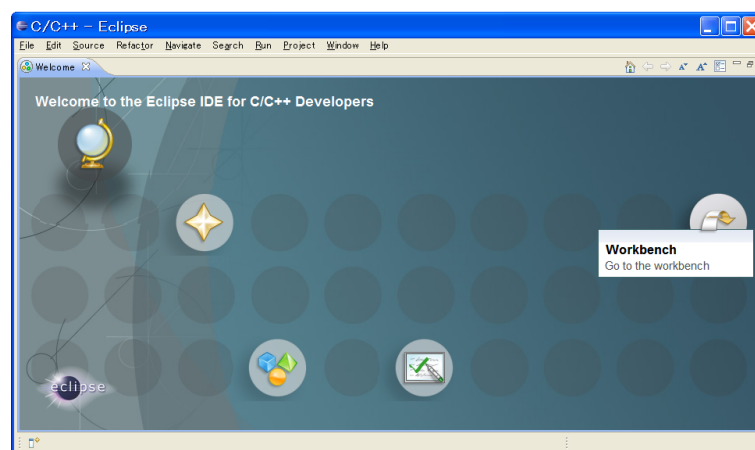 C/C++ - Eclipse
File Edit Source Refactor Navigate Search Run Project Window Help
Welcome
Welcome to the Eclipse IDE for C/C++ Developers
Workbench
Go to the workbench
eclipse